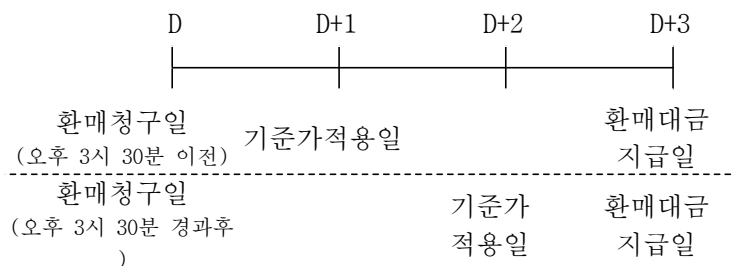 D D+1 D+2 D+3
환매청구일
(오후 3시 30분 이전)
기준가적용일
환매대금
지급일
환매청구일
(오후 3시 30분 경과후
)
기준가
적용일
환매대금
지급일